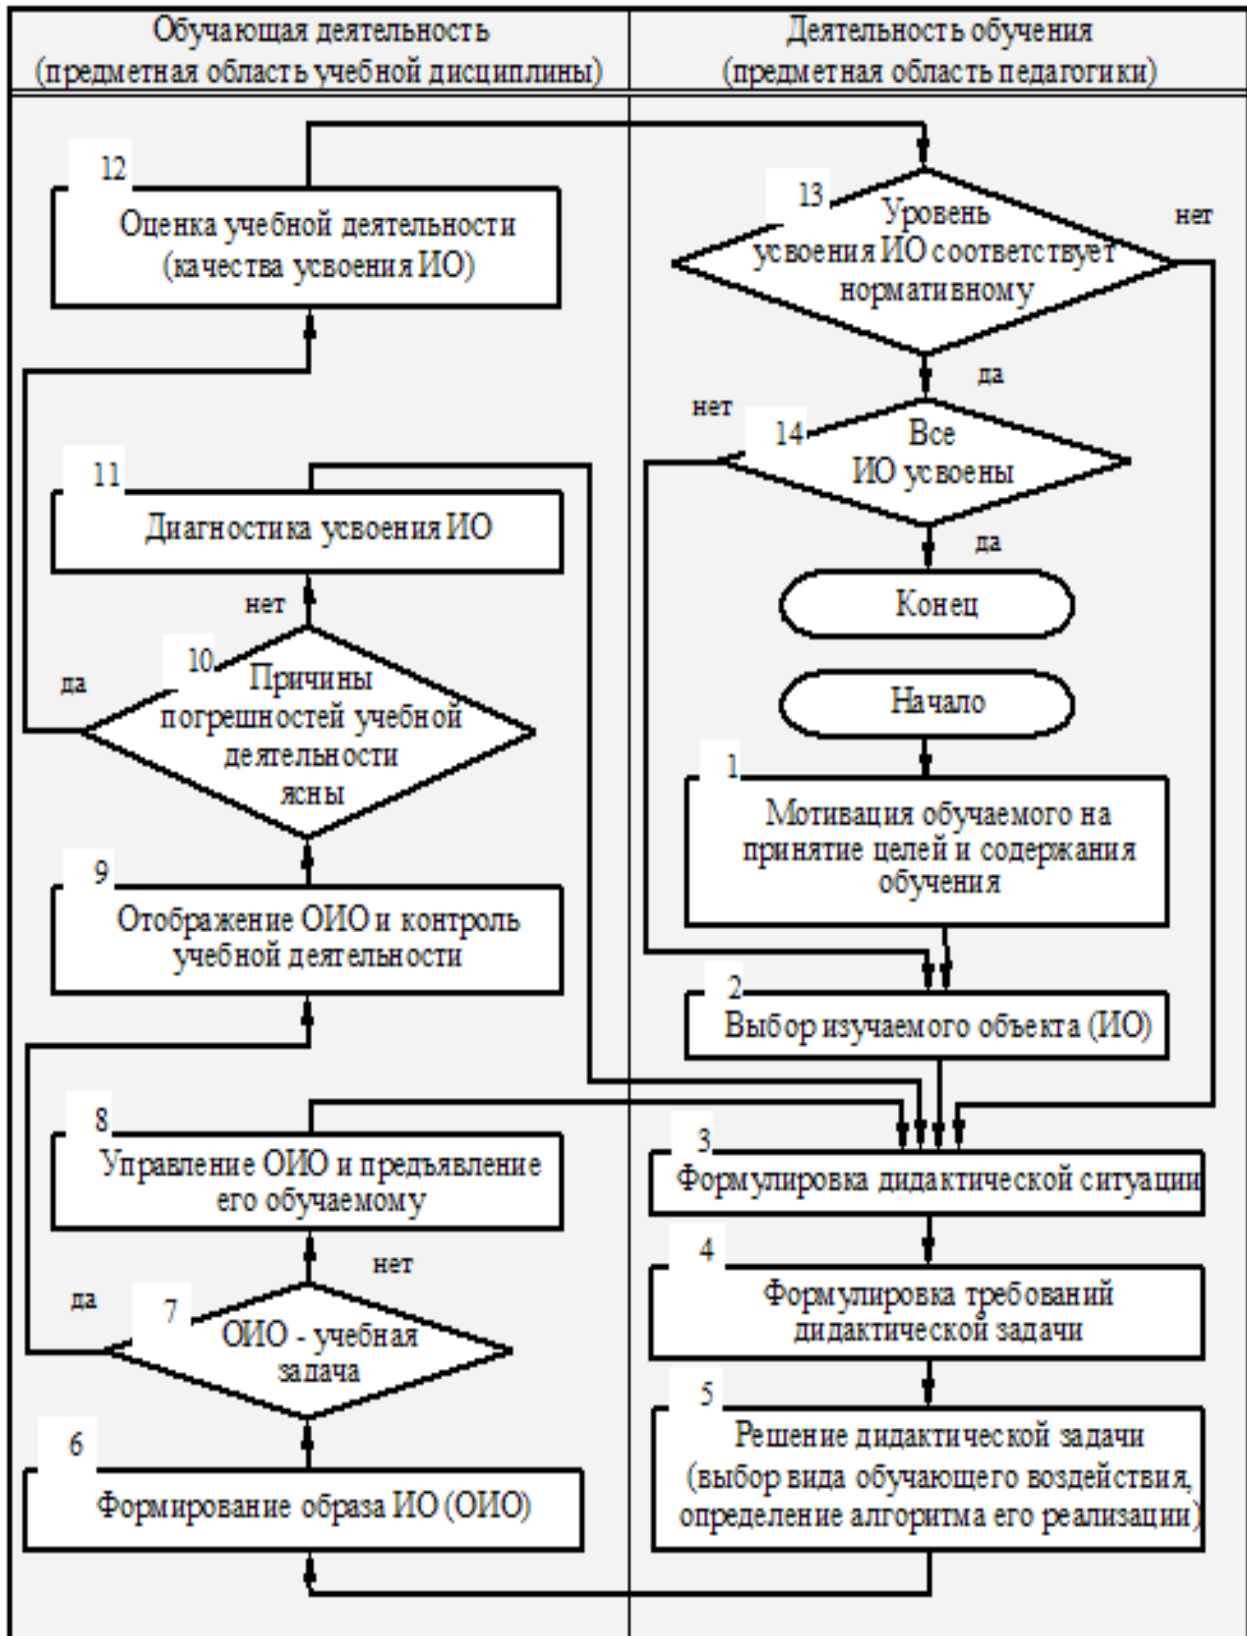 Обучающая деятельность
(предметная область учебной дисциплины)
Деятельность обучения
(предметная область педагогики)
12
Оценка учебной деятельности
(качества усвоения ИО)
13
Уровень
усвоения ИО соответствует
нормативному
нет
да
нет
14
Все
ИО усвоены
да
Конец
11
Диагностика усвоения ИО
нет
10
да
Причины
погрешностей учебной
деятельности
ясны
Начало
1
Мотивация обучаемого на
принятие целей и содержания
обучения
9
Отображение ОИО и контроль
учебной деятельности
2
Выбор изучаемого объекта (ИО)
8
Управление ОИО и предъявление
его обучаемому
3
Формулировка дидактической ситуации
нет
да
7
ОИО - учебная
задача
4
Формулировка требований
дидактической задачи
5
Решение дидактической задачи
(выбор вида обучающего воздействия,
определение алгоритма его реализации)
6
Формирование образа ИО (ОИО)